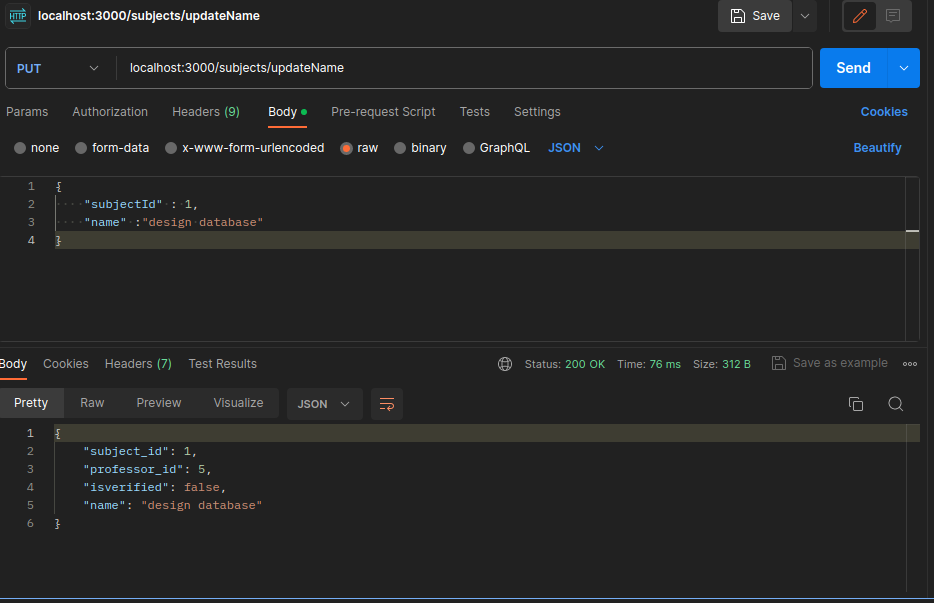 HTTP localhost:3000/subjects/updateName Save
PUT localhost:3000/subjects/updateName Send
Params Authorization Headers (9) Body Pre-request Script Tests Settings Cookies
none form-data x-www-form-urlencoded raw binary GraphQL JSON Beautify
1 {
2 ····"subjectId" : 1,
3 ····"name" :"design·database"
4 }
Body Cookies Headers (7) Test Results Status: 200 OK Time: 76 ms Size: 312 B Save as example
Pretty Raw Preview Visualize JSON
1 {
2 "subject_id": 1,
3 "professor_id": 5,
4 "isverified": false,
5 "name": "design database"
6 }